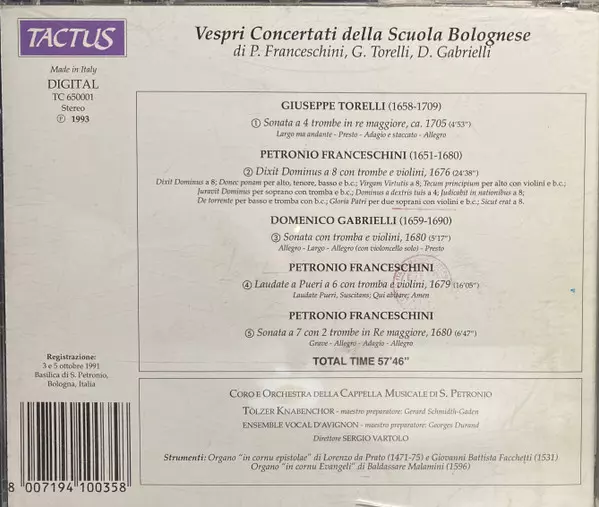 TACTUS
Made in Italy
DIGITAL
TC 650001
Stereo
Ⓟ 1993
Vespri Concertati della Scuola Bolognese
di P. Franceschini, G. Torelli, D. Gabrielli
GIUSEPPE TORELLI (1658-1709)
① Sonata a 4 trombe in re maggiore, ca. 1705 (4'53")
Largo ma andante - Presto - Adagio e staccato - Allegro
PETRONIO FRANCESCHINI (1651-1680)
② Dixit Dominus a 8 con trombe e violini, 1676 (24'38")
Dixit Dominus a 8; Donec ponam per alto, tenore, basso e b.c.; Virgam Virtutis a 8; Tecum principium per alto con violini e b.c.;
Juravit Dominus per soprano con tromba e b.c.; Dominus a dextris tuis a 4; Judicabit in nationibus a 8;
De torrente per basso e tromba con b.c.; Gloria Patri per due soprani con violini e b.c.; Sicut erat a 8.
DOMENICO GABRIELLI (1659-1690)
③ Sonata con tromba e violini, 1680 (5'17")
Allegro - Largo - Allegro (con violoncello solo) - Presto
PETRONIO FRANCESCHINI
④ Laudate a Pueri a 6 con tromba e violini, 1679 (16'05")
Laudate Pueri, Suscitans; Qui abitare; Amen
PETRONIO FRANCESCHINI
⑤ Sonata a 7 con 2 trombe in Re maggiore, 1680 (6'47")
Grave - Allegro - Adagio - Allegro
TOTAL TIME 57'46"
Registrazione:
3 e 5 ottobre 1991
Basilica di S. Petronio,
Bologna, Italia
CORO E ORCHESTRA DELLA CAPPELLA MUSICALE DI S. PETRONIO
TÖLZER KNABENCHOR - maestro preparatore: Gerard Schmidth-Gaden
ENSEMBLE VOCAL D'AVIGNON - maestro preparatore: Georges Durand
Direttore SERGIO VARTOLO
Strumenti: Organo "in cornu epistolae" di Lorenzo da Prato (1471-75) e Giovanni Battista Facchetti (1531)
Organo "in cornu Evangeli" di Baldassare Malamini (1596)
8 007194 100358